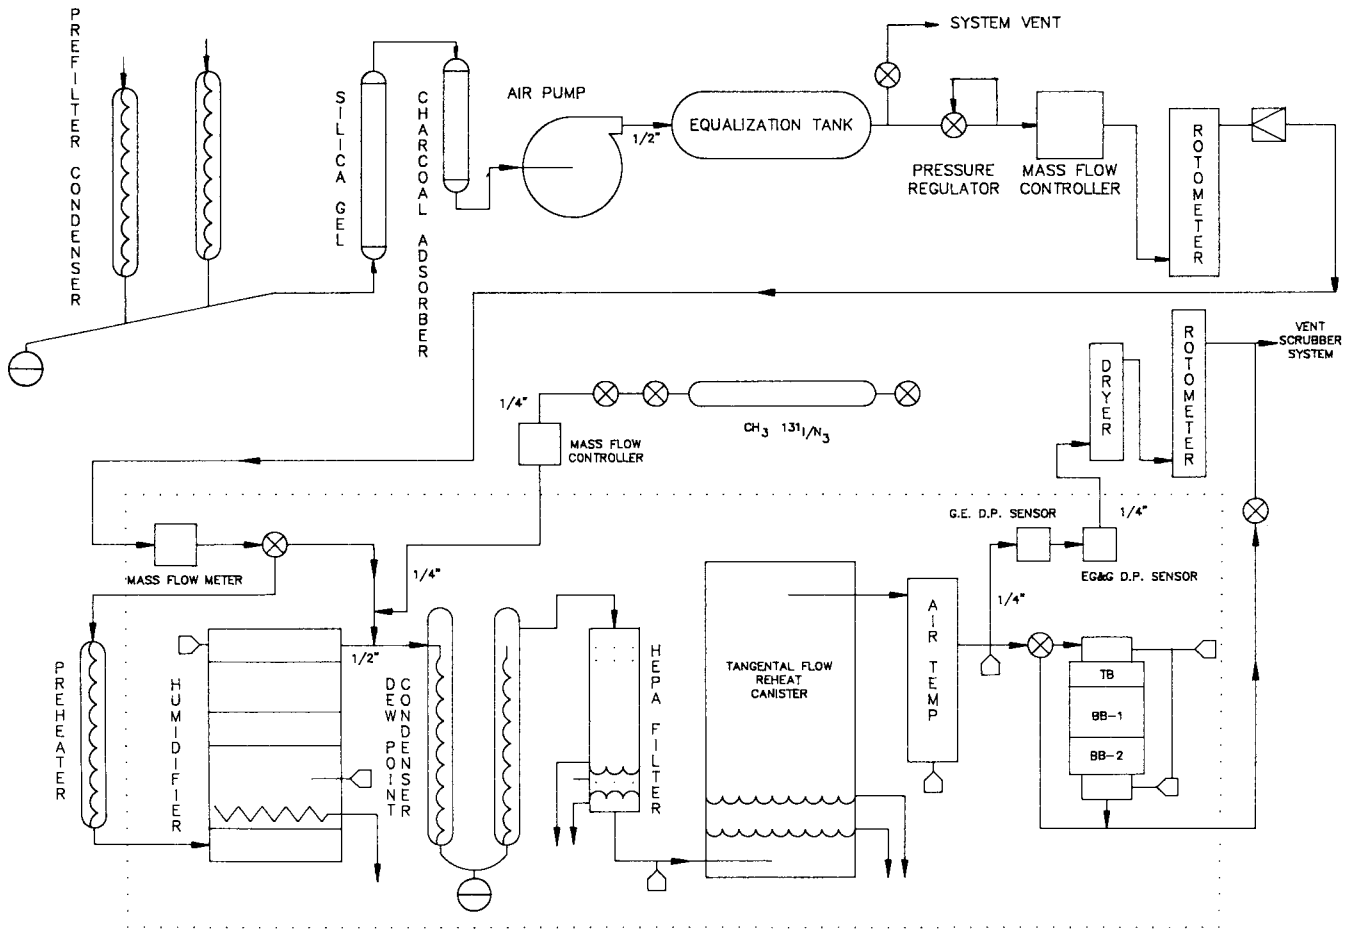 PREFILTER CONDENSER
SILICA GEL
CHARCOAL ADSORBER
AIR PUMP
1/2"
EQUALIZATION TANK
SYSTEM VENT
PRESSURE
REGULATOR
MASS FLOW
CONTROLLER
ROTOMETER
VENT
SCRUBBER
SYSTEM
ROTOMETER
DRYER
1/4"
CH3 131I/N3
MASS FLOW
CONTROLLER
G.E. D.P. SENSOR
1/4"
EG&G D.P. SENSOR
MASS FLOW METER
1/4"
1/4"
1/2"
PREHEATER
HUMIDIFIER
DEW POINT
CONDENSER
HEPA FILTER
TANGENTAL FLOW
REHEAT
CANISTER
AIR TEMP
TB
BB-1
BB-2